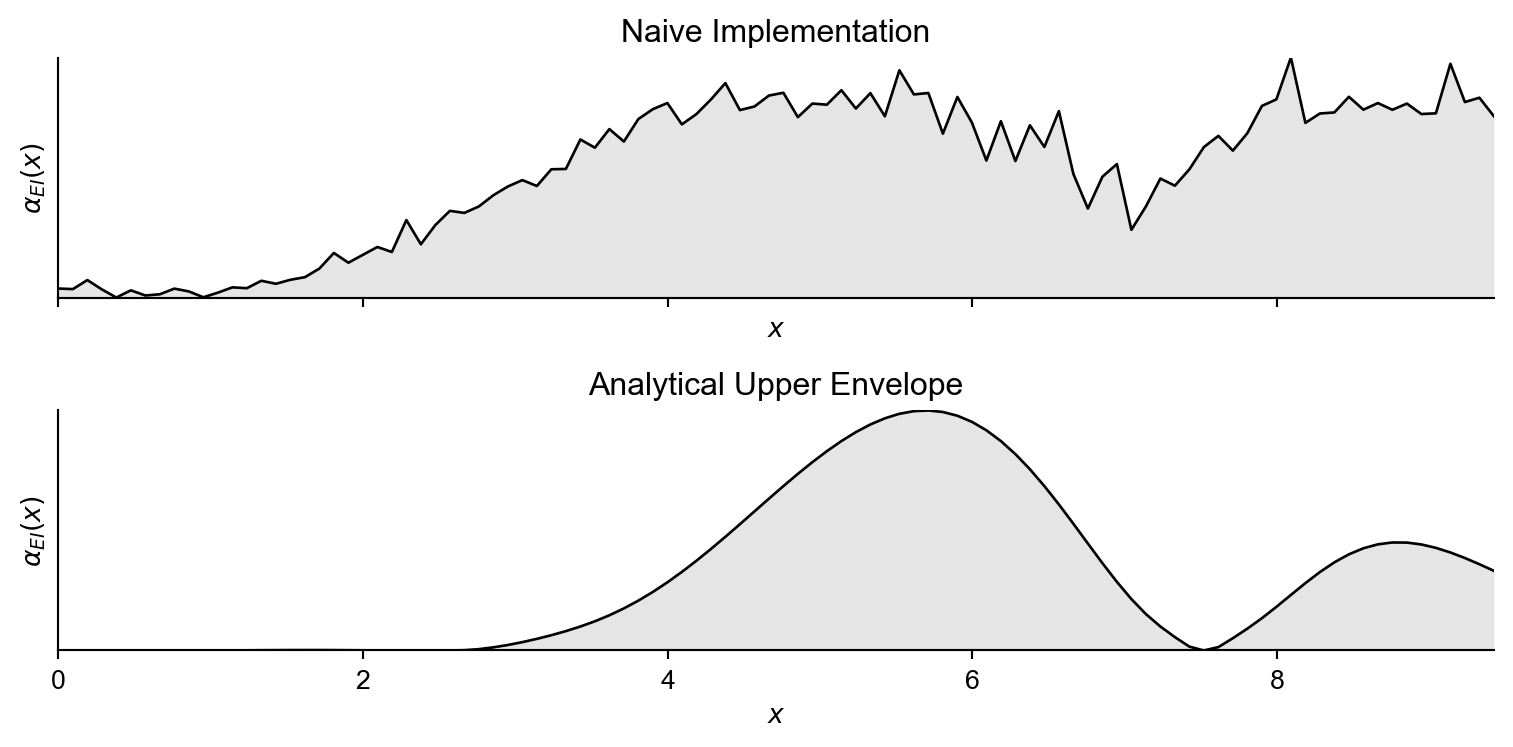 Naive Implementation
α_EI(x)
x
Analytical Upper Envelope
α_EI(x)
0 2 4 6 8
x